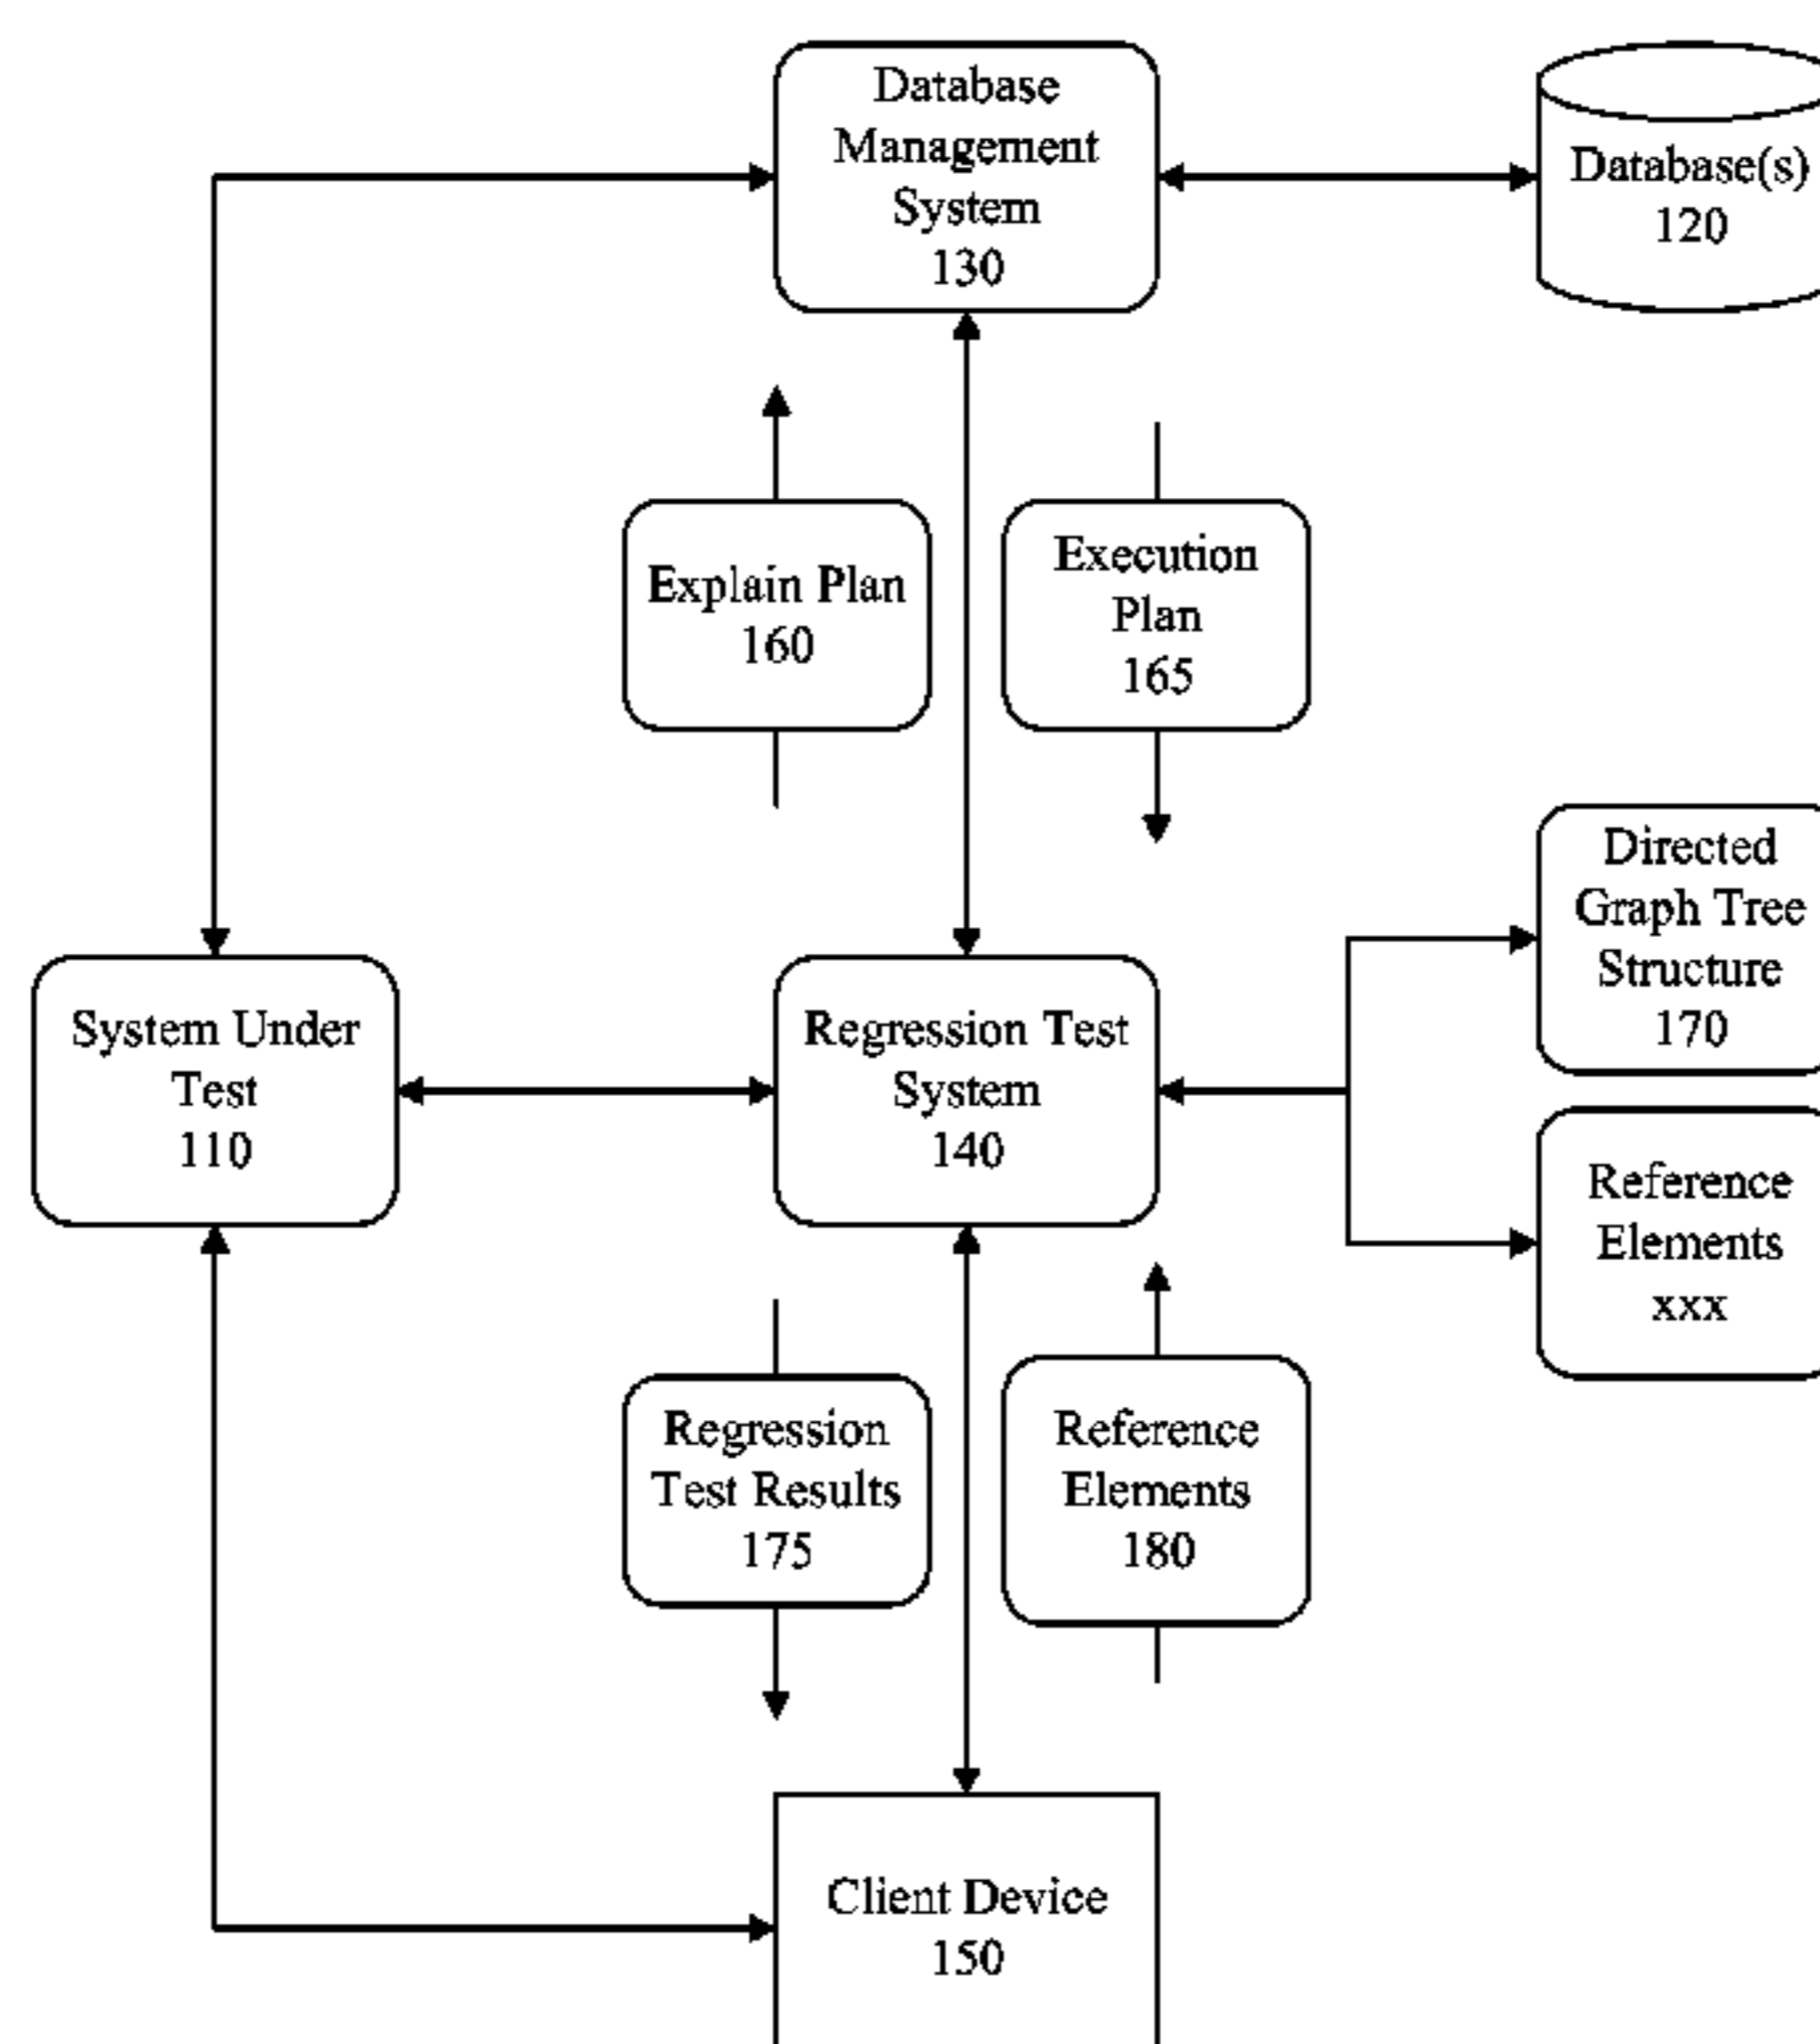 Database
Management
System
130
Database(s)
120
Explain Plan
160
Execution
Plan
165
Directed
Graph Tree
Structure
170
System Under
Test
110
Regression Test
System
140
Reference
Elements
xxx
Regression
Test Results
175
Reference
Elements
180
Client Device
150